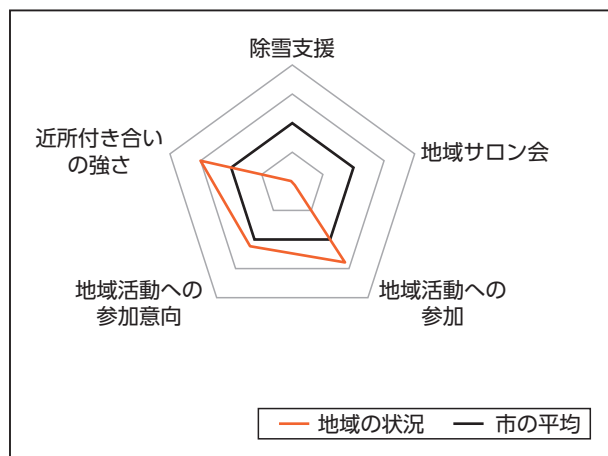 除雪支援
近所付き合い
の強さ
地域サロン会
地域活動への
参加意向
地域活動への
参加
地域の状況
市の平均